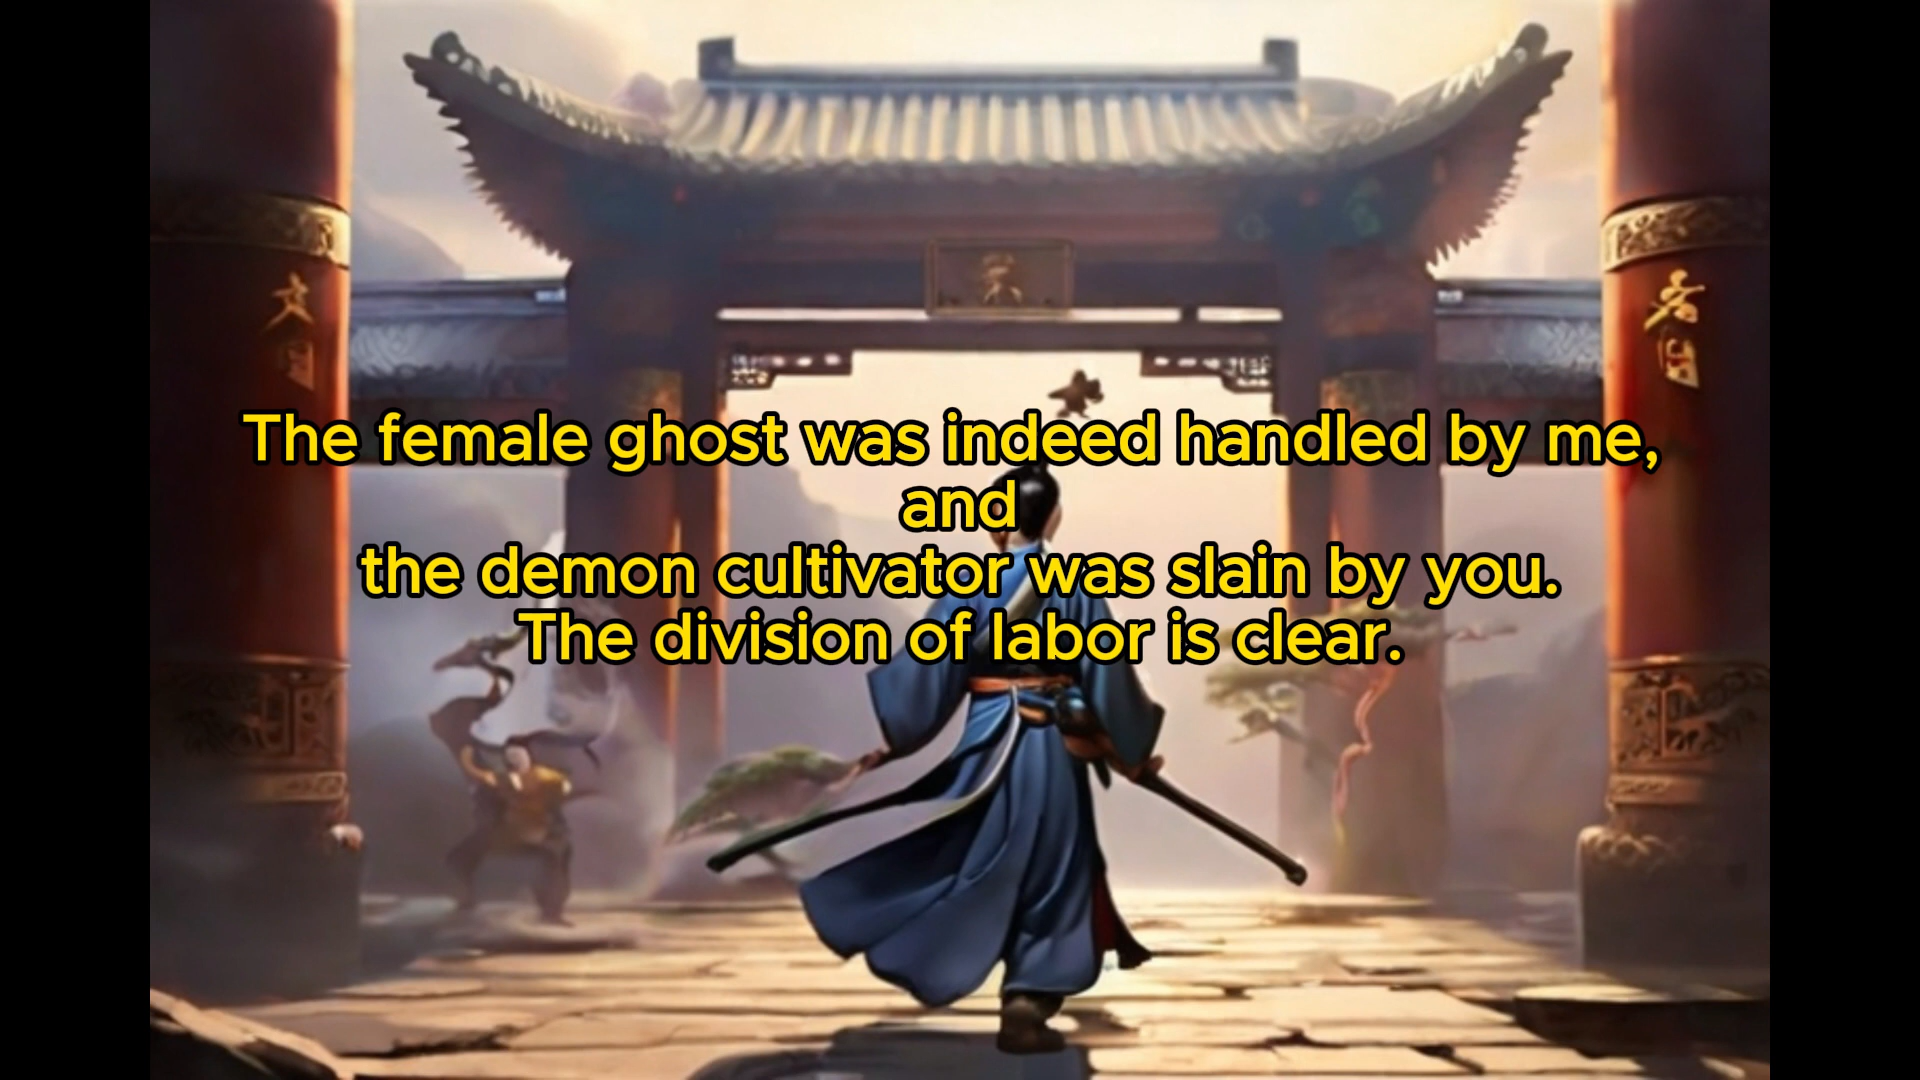 The female ghost was indeed handled by me,
and
the demon cultivator was slain by you.
The division of labor is clear.